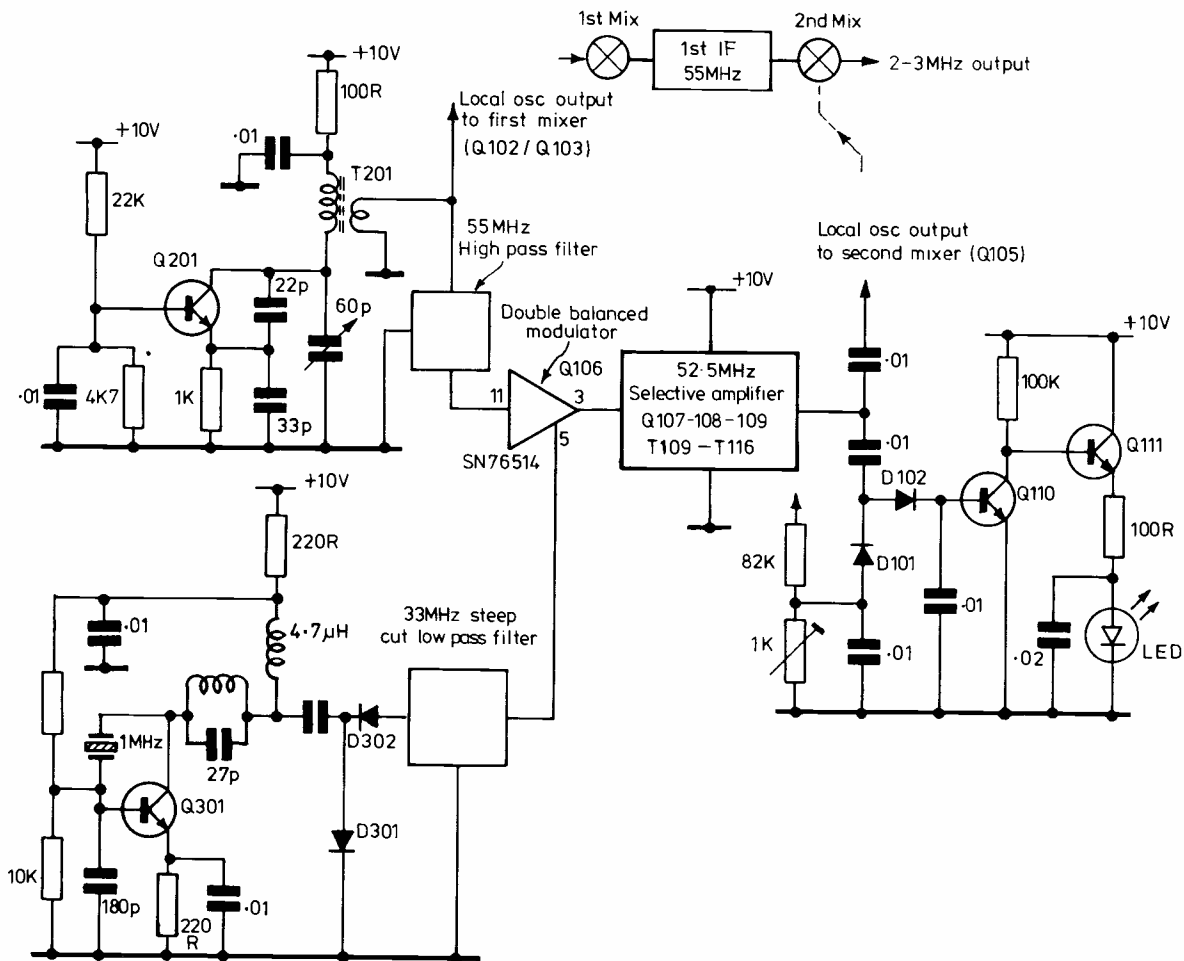 1st Mix
1st IF
55MHz
2nd Mix
2-3MHz output
+10V
100R
·01
T201
Local osc output
to first mixer
(Q102 / Q103)
+10V
22K
Q201
22p
60p
·01
4K7
1K
33p
55MHz
High pass filter
Double balanced
modulator
Q106
11
3
5
SN76514
+10V
52·5MHz
Selective amplifier
Q107-108-109
T109-T116
Local osc output
to second mixer (Q105)
·01
·01
+10V
100K
Q111
D102
Q110
100R
82K
D101
1K
·01
·01
·02
LED
+10V
220R
·01
4·7µH
33MHz steep
cut low pass filter
1MHz
27p
D302
Q301
D301
10K
180p
220
R
·01